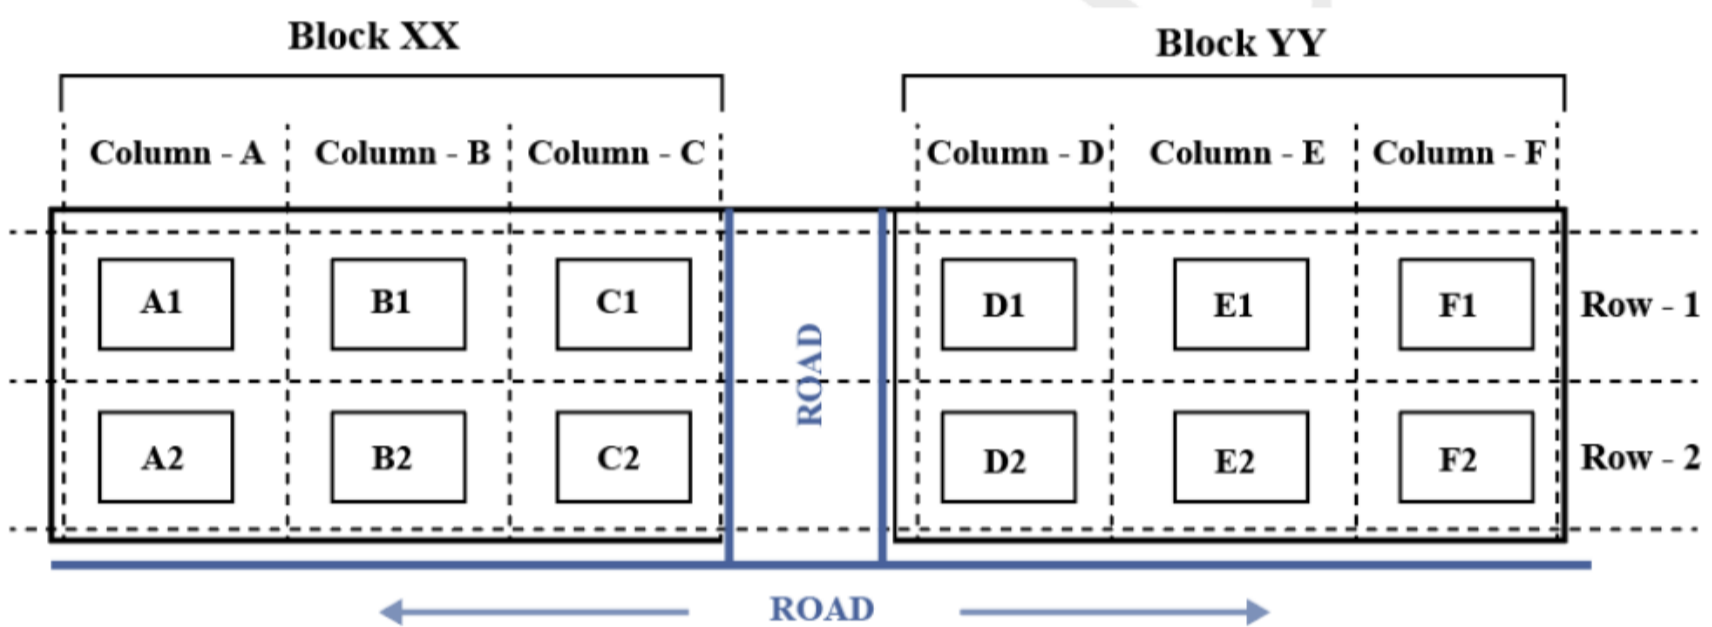 Block XX
Block YY
Column - A
Column - B
Column - C
Column - D
Column - E
Column - F
A1
B1
C1
D1
E1
F1
Row - 1
ROAD
A2
B2
C2
D2
E2
F2
Row - 2
ROAD